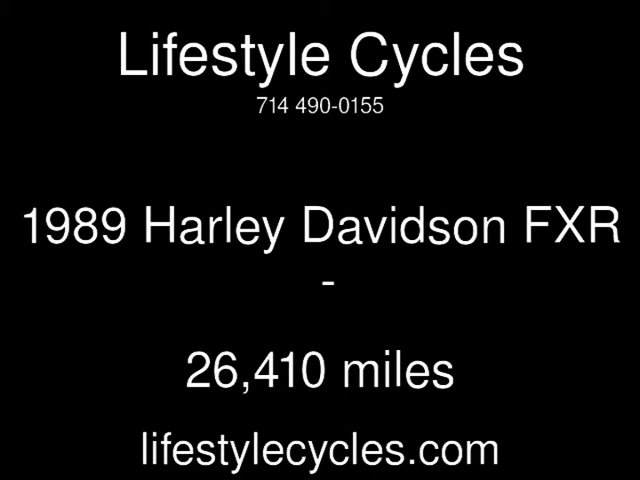 Lifestyle Cycles
714 490-0155
1989 Harley Davidson FXR
-
26,410 miles
lifestylecycles.com